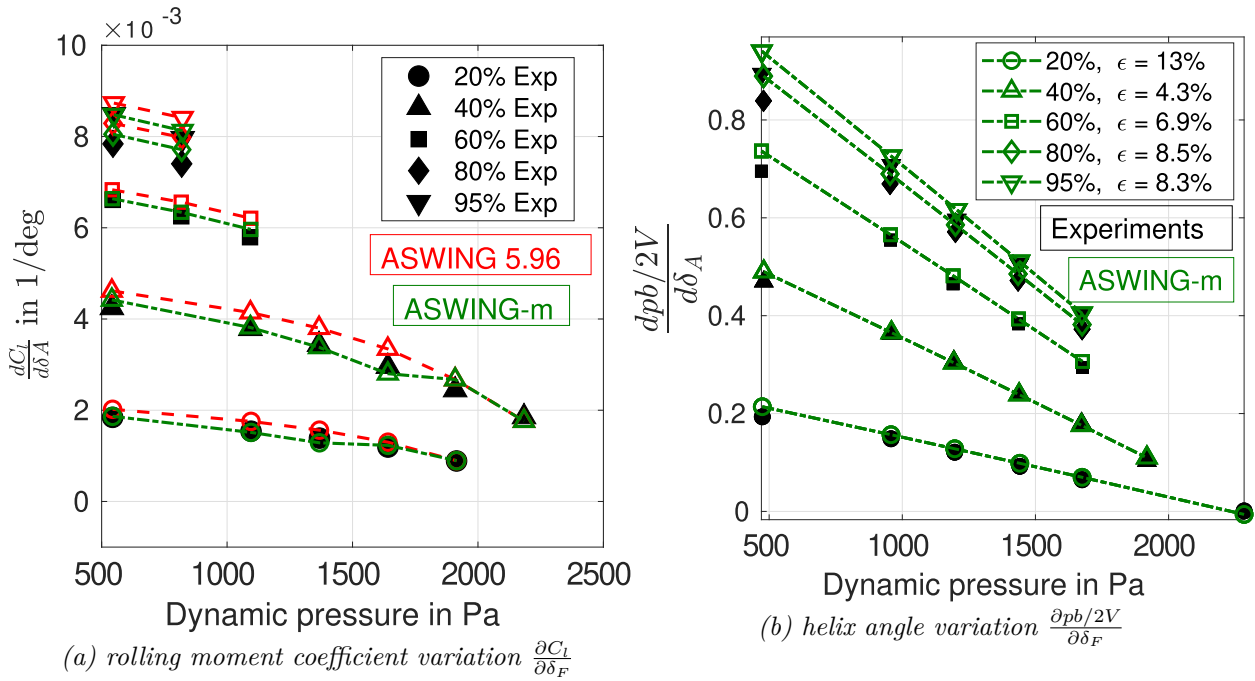 ×10 -3
10
8
6
4
2
0
500 1000 1500 2000 2500
dC_l/dδA in 1/deg
Dynamic pressure in Pa
20% Exp
40% Exp
60% Exp
80% Exp
95% Exp
ASWING 5.96
ASWING-m
(a) rolling moment coefficient variation ∂C_l/∂δ_F
0.8
0.6
0.4
0.2
0
500 1000 1500 2000
dpb/2V/dδ_A
Dynamic pressure in Pa
20%, ϵ = 13%
40%, ϵ = 4.3%
60%, ϵ = 6.9%
80%, ϵ = 8.5%
95%, ϵ = 8.3%
Experiments
ASWING-m
(b) helix angle variation ∂pb/2V/∂δ_F